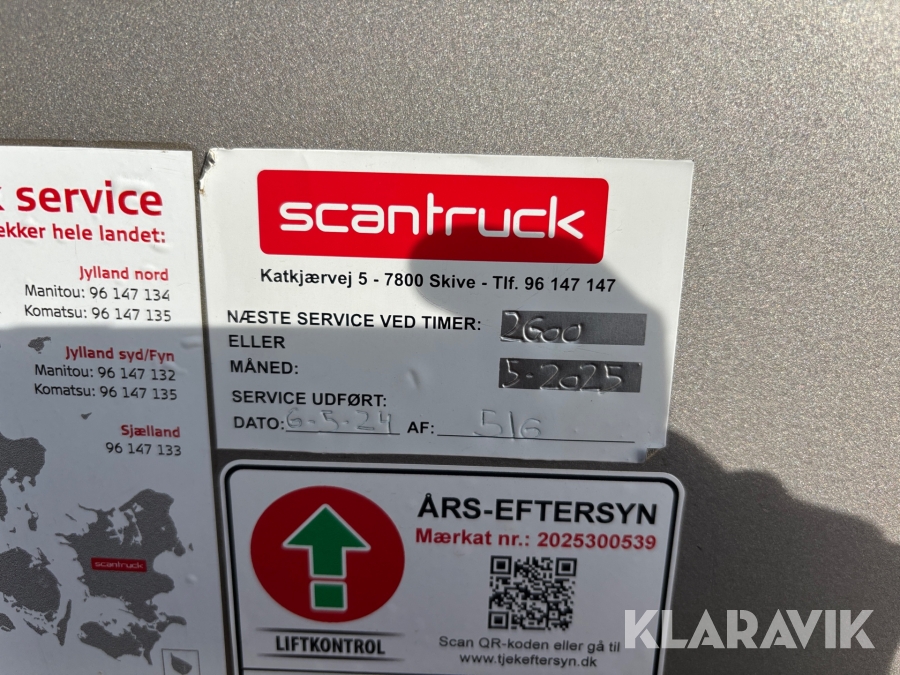 service
ekker hele landet:
Jylland nord
Manitou: 96 147 134
Komatsu: 96 147 135
Jylland syd/Fyn
Manitou: 96 147 132
Komatsu: 96 147 135
Sjælland
96 147 133
scantruck
scantruck
Katkjærvej 5 - 7800 Skive - Tlf. 96 147 147
NÆSTE SERVICE VED TIMER: 2600
ELLER
MÅNED: 5-2025
SERVICE UDFØRT:
DATO: 6-5-24 AF: 516
ÅRS-EFTERSYN
Mærkat nr.: 2025300539
LIFTKONTROL
Scan QR-koden eller gå til
www.tjekeftersyn.dk
KLARAVIK